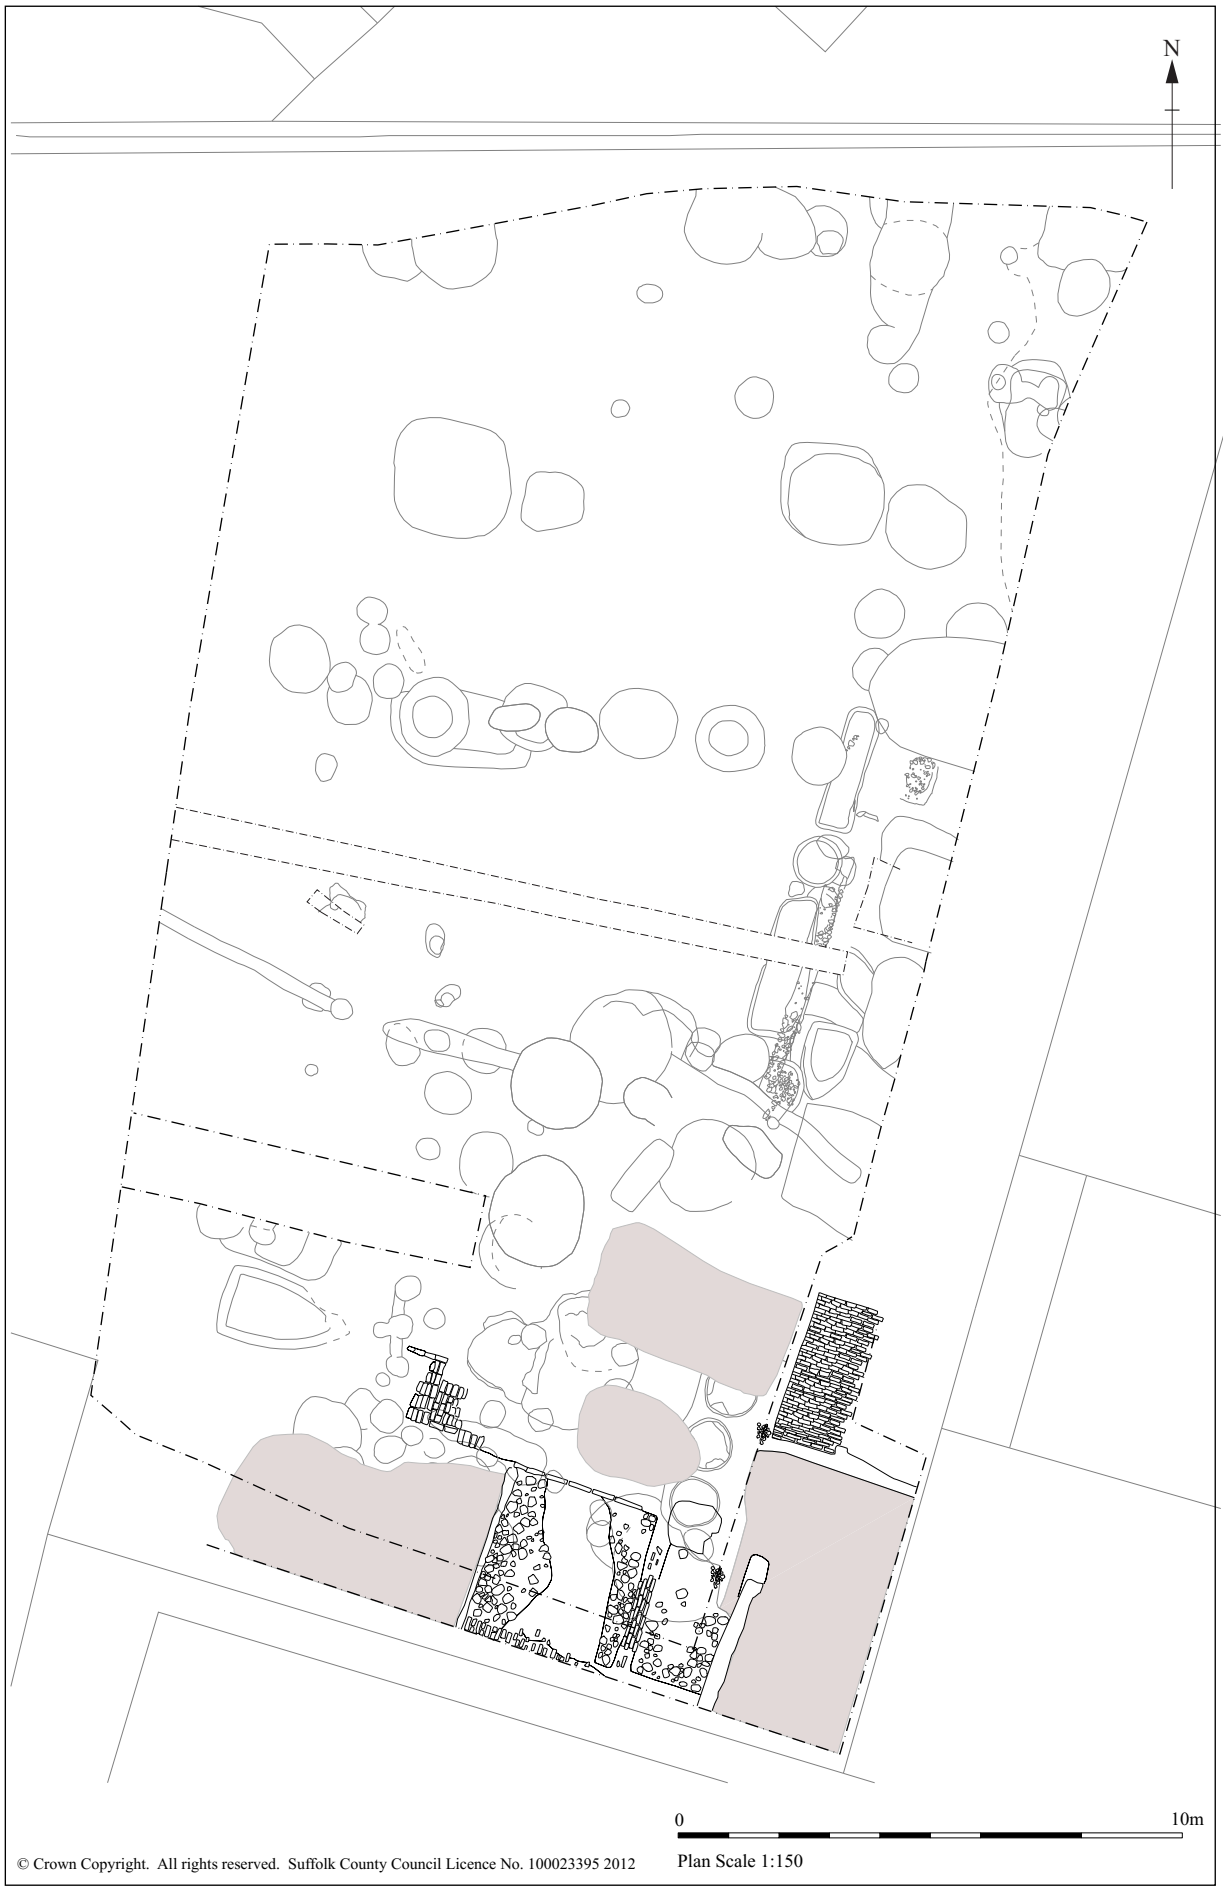 N
0 10m
Plan Scale 1:150
© Crown Copyright. All rights reserved. Suffolk County Council Licence No. 100023395 2012